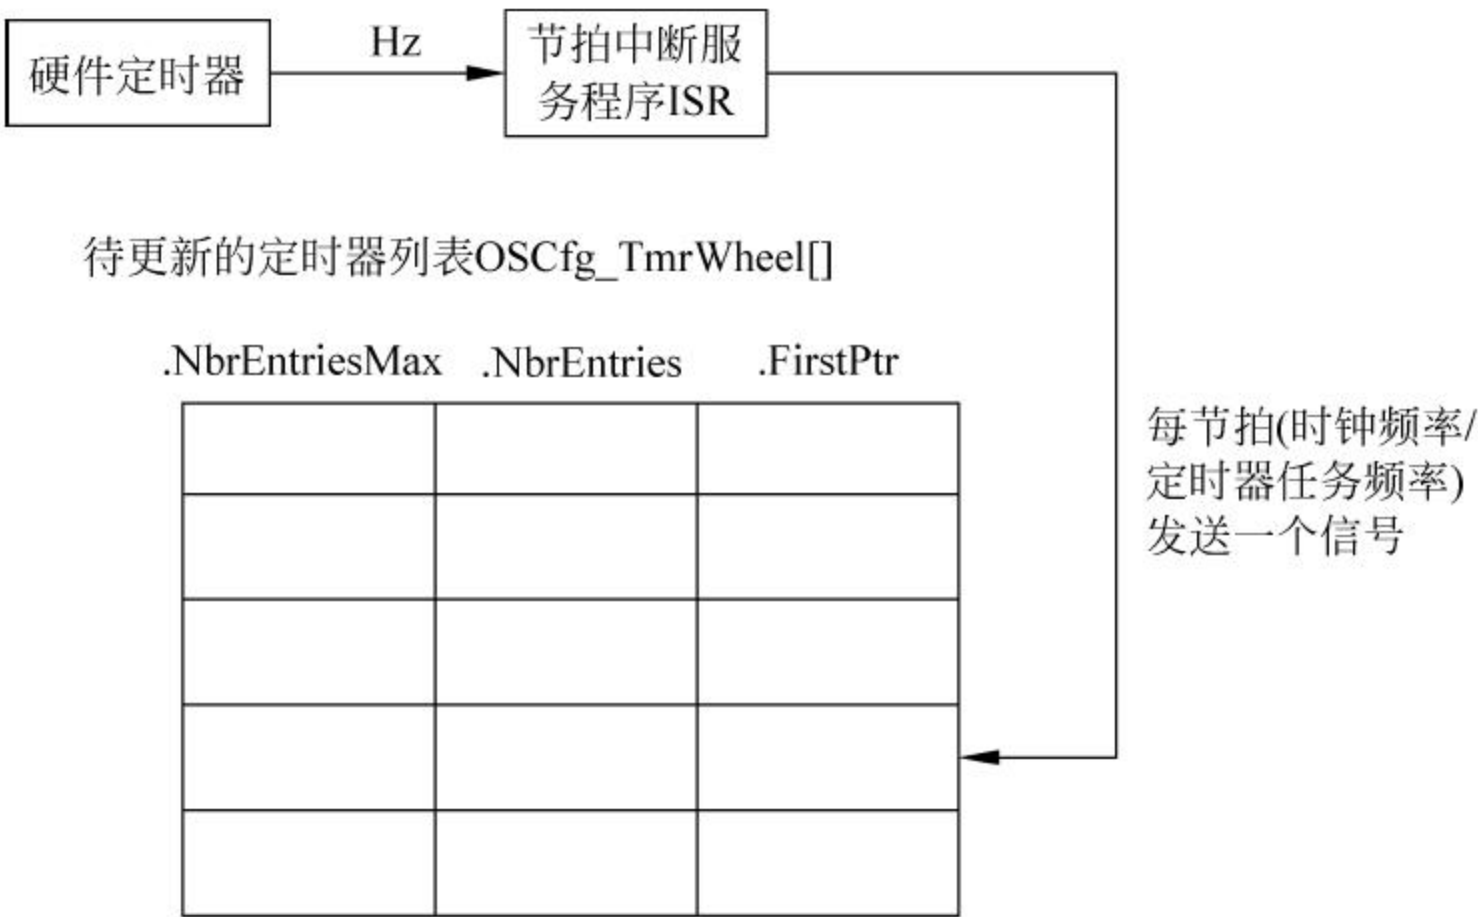 硬件定时器
Hz
节拍中断服
务程序ISR
待更新的定时器列表OSCfg_TmrWheel[]
.NbrEntriesMax .NbrEntries .FirstPtr
每节拍(时钟频率/
定时器任务频率)
发送一个信号